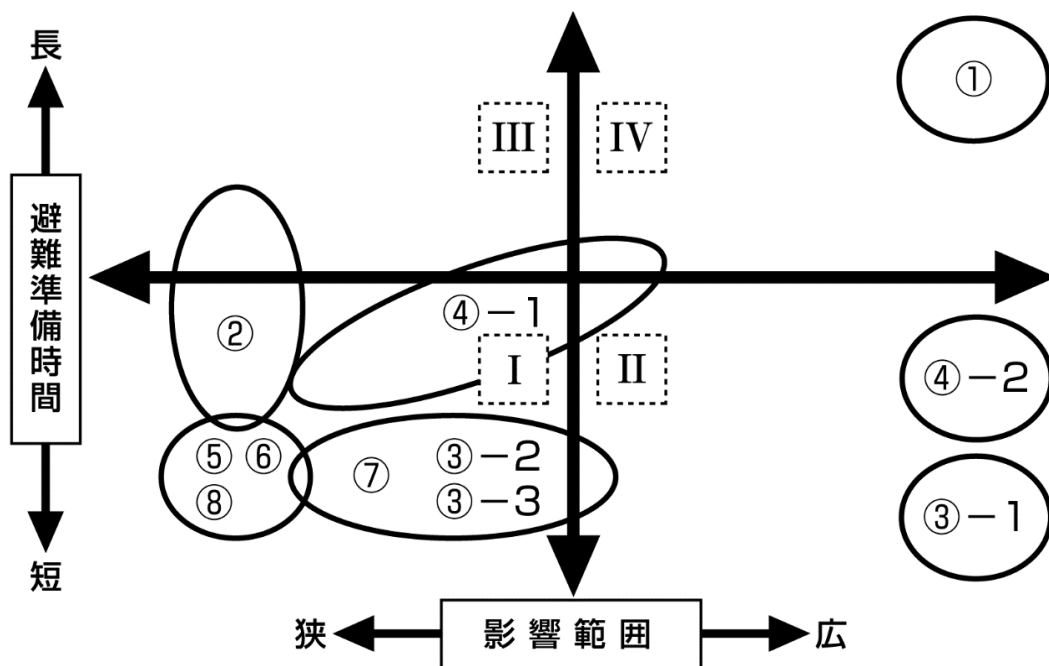 長
①
III IV
避難準備時間
④－1
②
I II
④－2
⑤ ⑥ ⑦ ③－2
⑧ ③－3
③－1
短
狭 影響範囲 広